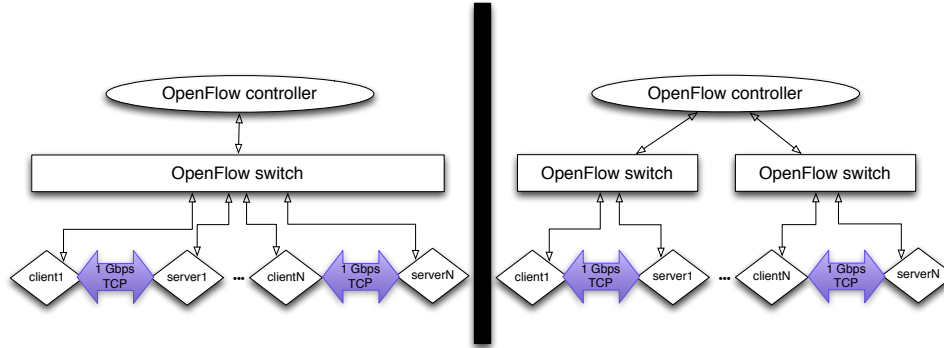 OpenFlow controller
OpenFlow switch
client1
1 Gbps
TCP
server1
...
clientN
1 Gbps
TCP
serverN
OpenFlow controller
OpenFlow switch
OpenFlow switch
client1
1 Gbps
TCP
server1
...
clientN
1 Gbps
TCP
serverN